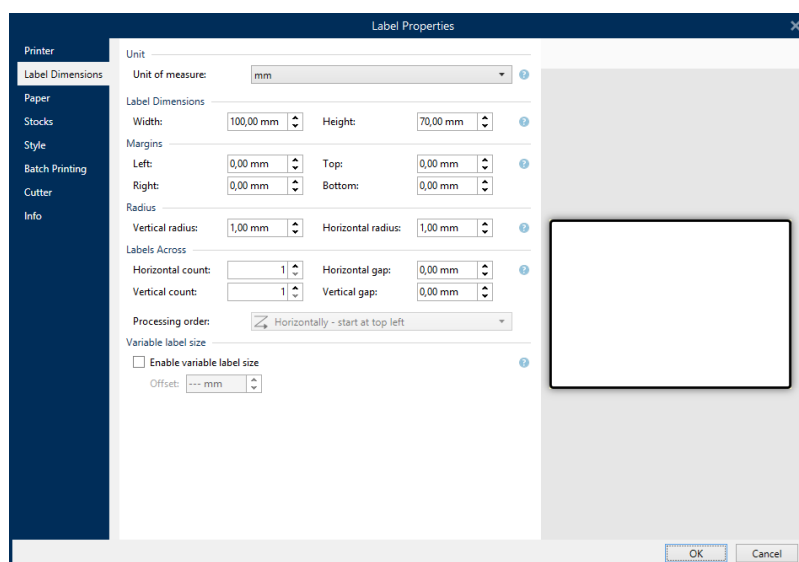 Label Properties
Printer
Label Dimensions
Paper
Stocks
Style
Batch Printing
Cutter
Info
Unit
Unit of measure: mm ?
Label Dimensions
Width: 100,00 mm Height: 70,00 mm ?
Margins
Left: 0,00 mm Top: 0,00 mm ?
Right: 0,00 mm Bottom: 0,00 mm
Radius
Vertical radius: 1,00 mm Horizontal radius: 1,00 mm ?
Labels Across
Horizontal count: 1 Horizontal gap: 0,00 mm ?
Vertical count: 1 Vertical gap: 0,00 mm
Processing order: Horizontally - start at top left
Variable label size
Enable variable label size ?
Offset: --- mm
OK Cancel